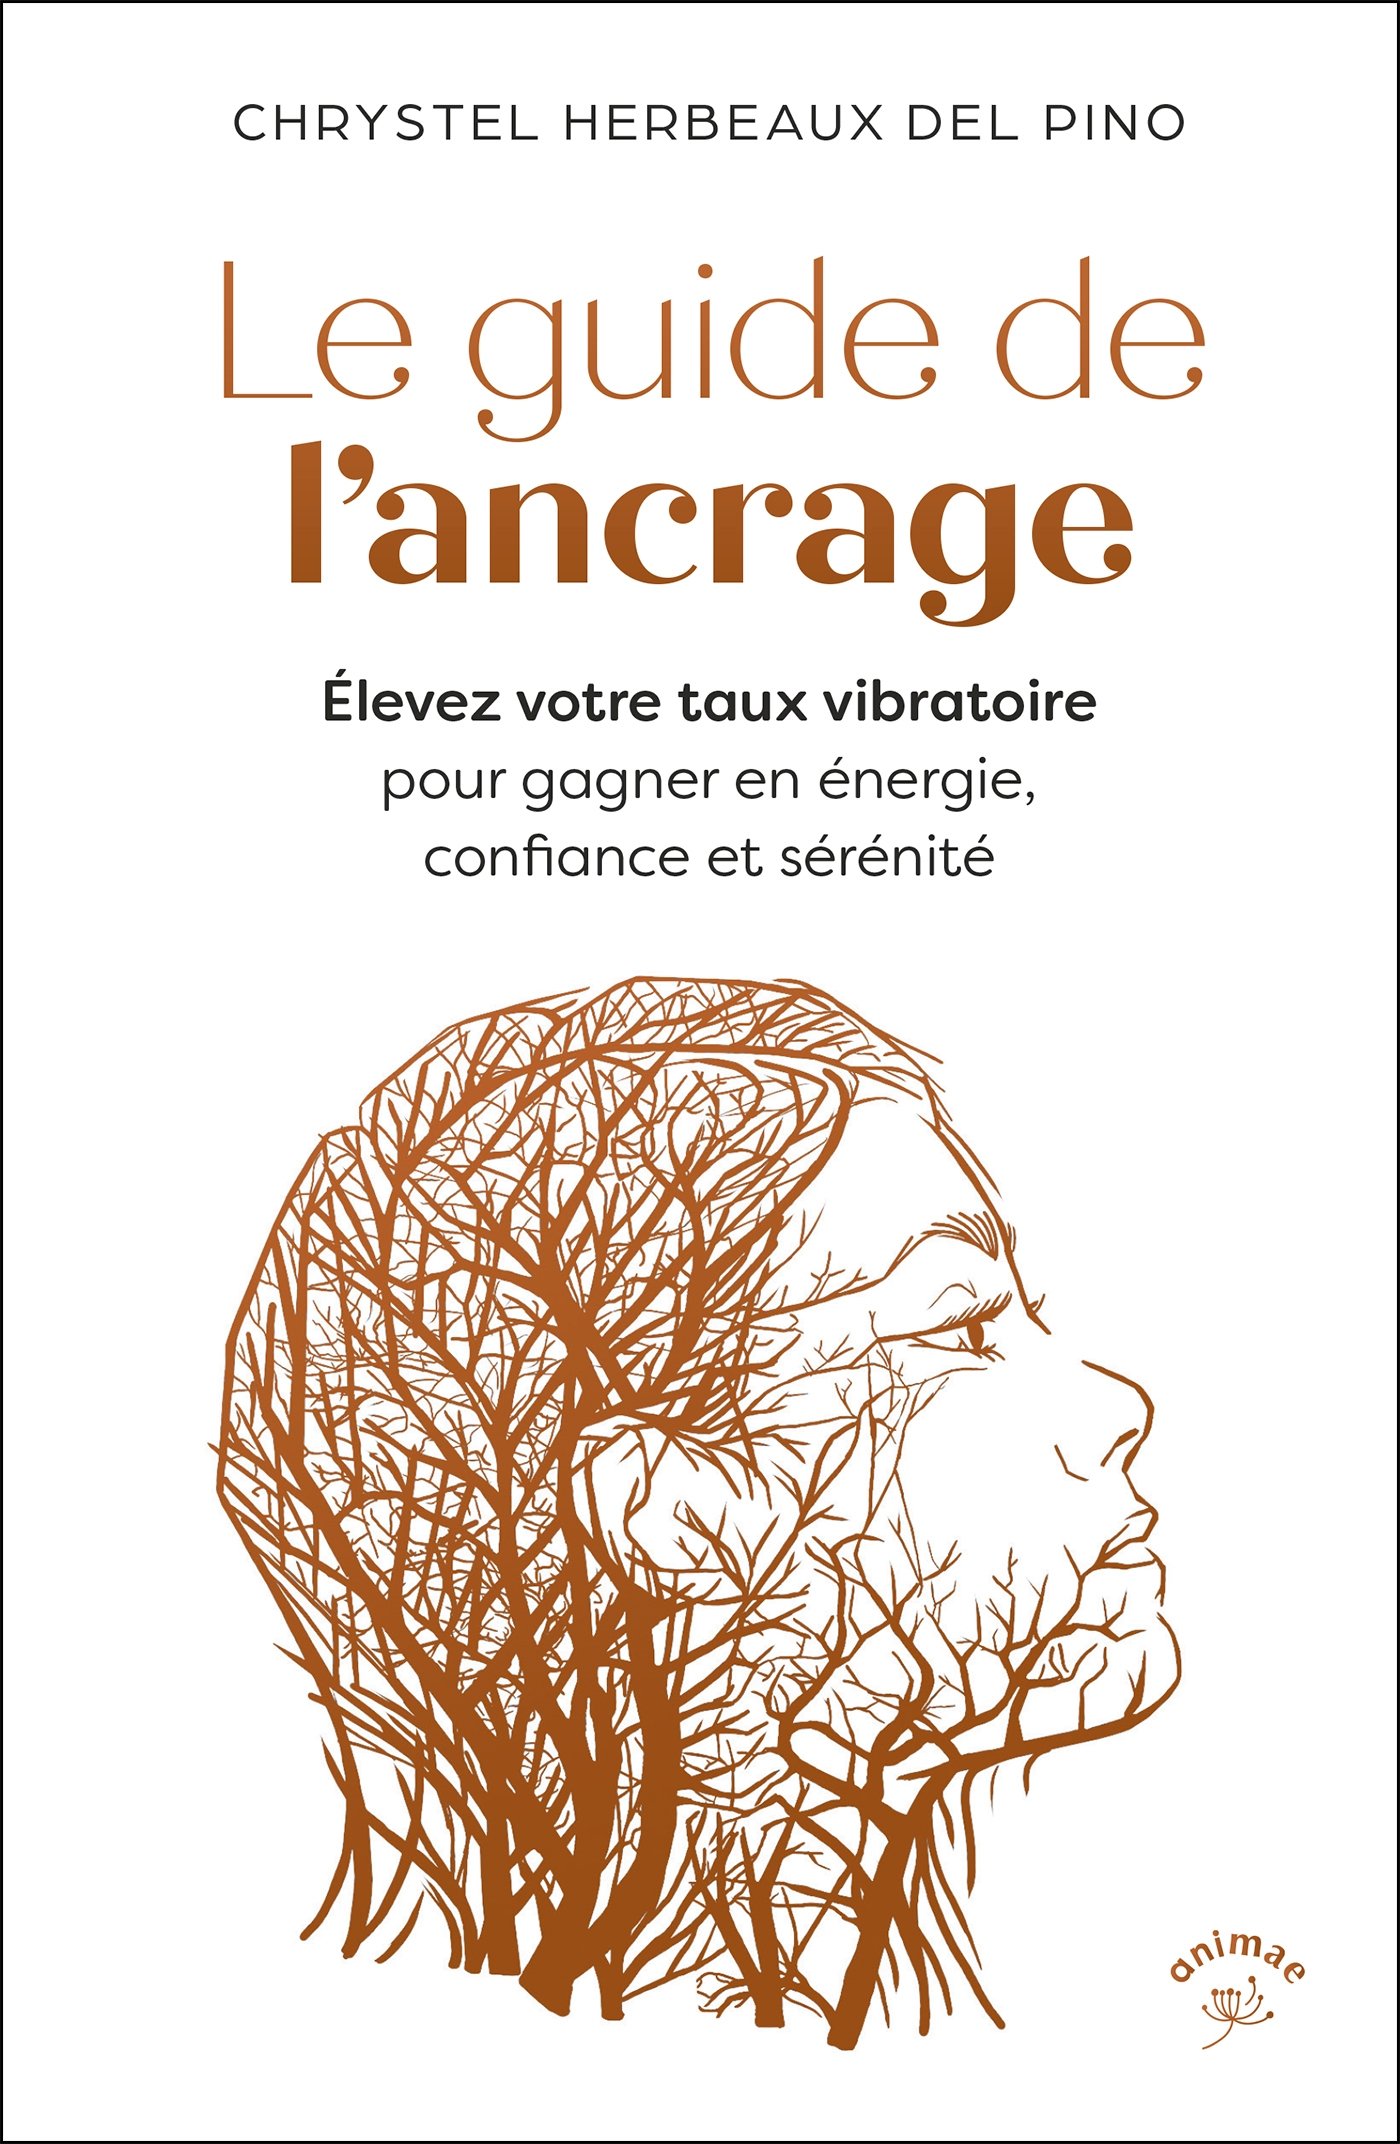 CHRYSTEL HERBEAUX DEL PINO
Le guide de
l’ancrage
Élevez votre taux vibratoire
pour gagner en énergie,
confiance et sérénité
animae